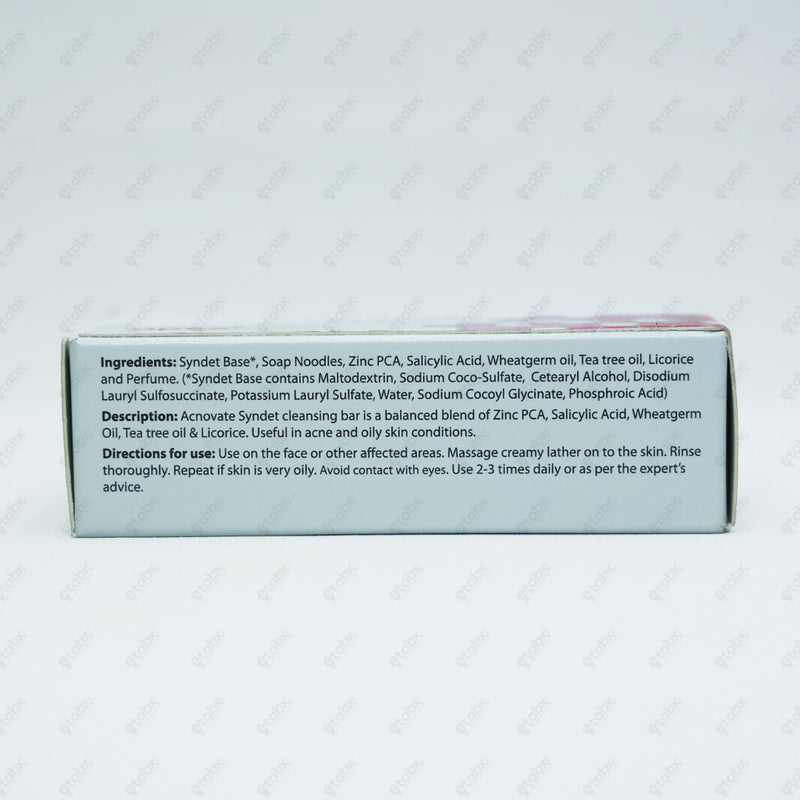 Ingredients: Syndet Base*, Soap Noodles, Zinc PCA, Salicylic Acid, Wheatgerm oil, Tea tree oil, Licorice
and Perfume. (*Syndet Base contains Maltodextrin, Sodium Coco-Sulfate, Cetearyl Alcohol, Disodium
Lauryl Sulfosuccinate, Potassium Lauryl Sulfate, Water, Sodium Cocoyl Glycinate, Phosphroic Acid)
Description: Acnovate Syndet cleansing bar is a balanced blend of Zinc PCA, Salicylic Acid, Wheatgerm
Oil, Tea tree oil & Licorice. Useful in acne and oily skin conditions.
Directions for use: Use on the face or other affected areas. Massage creamy lather on to the skin. Rinse
thoroughly. Repeat if skin is very oily. Avoid contact with eyes. Use 2-3 times daily or as per the expert's
advice.